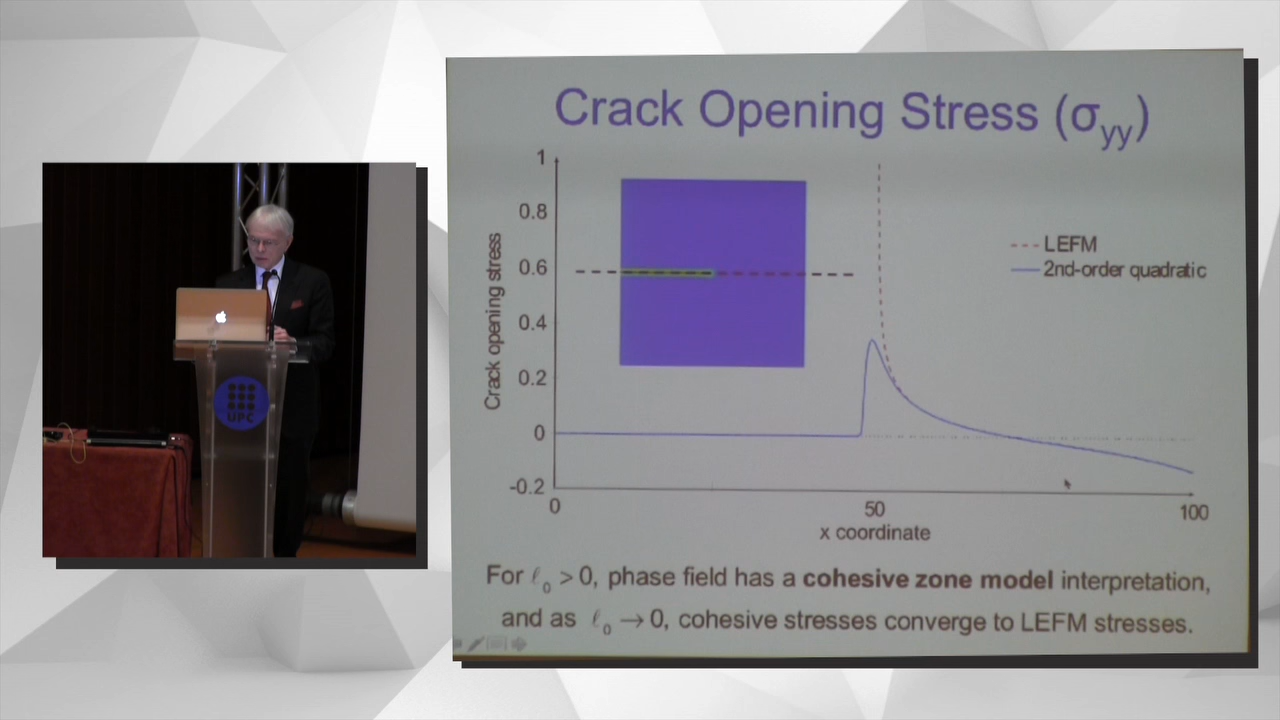 Crack Opening Stress (σyy)
1
0.8
0.6
0.4
0.2
0
-0.2
Crack opening stress
LEFM
2nd-order quadratic
0
50
100
x coordinate
For ℓ0 > 0, phase field has a cohesive zone model interpretation,
and as ℓ0 → 0, cohesive stresses converge to LEFM stresses.
UPC